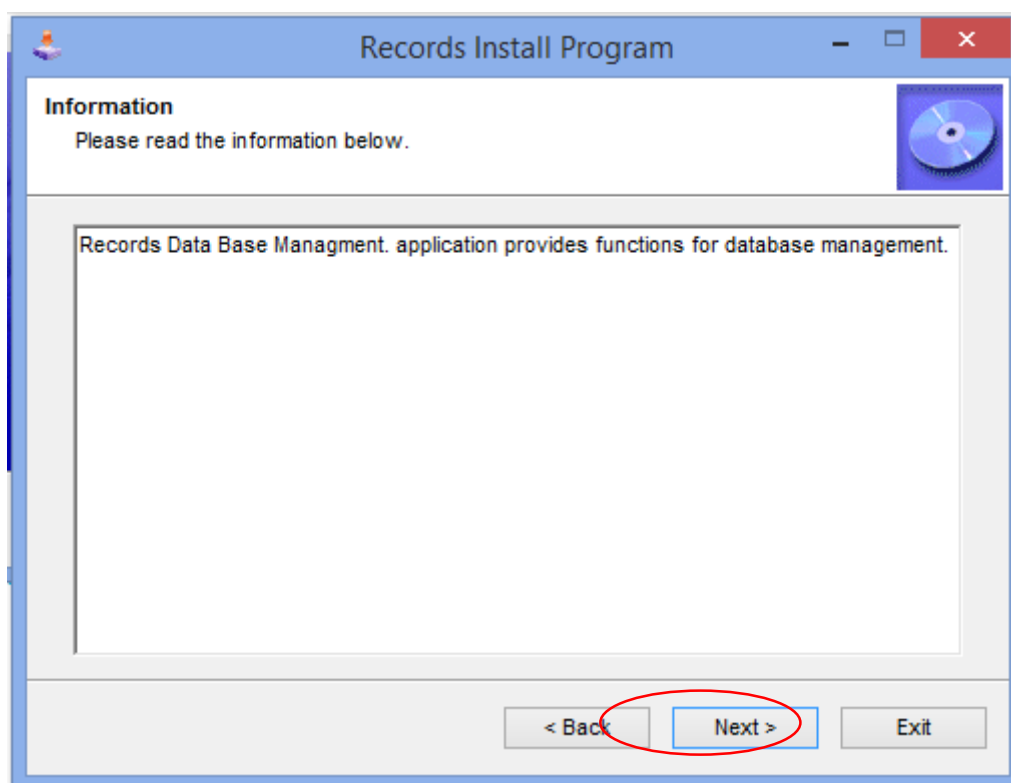 Records Install Program
Information
Please read the information below.
Records Data Base Managment. application provides functions for database management.
< Back Next > Exit